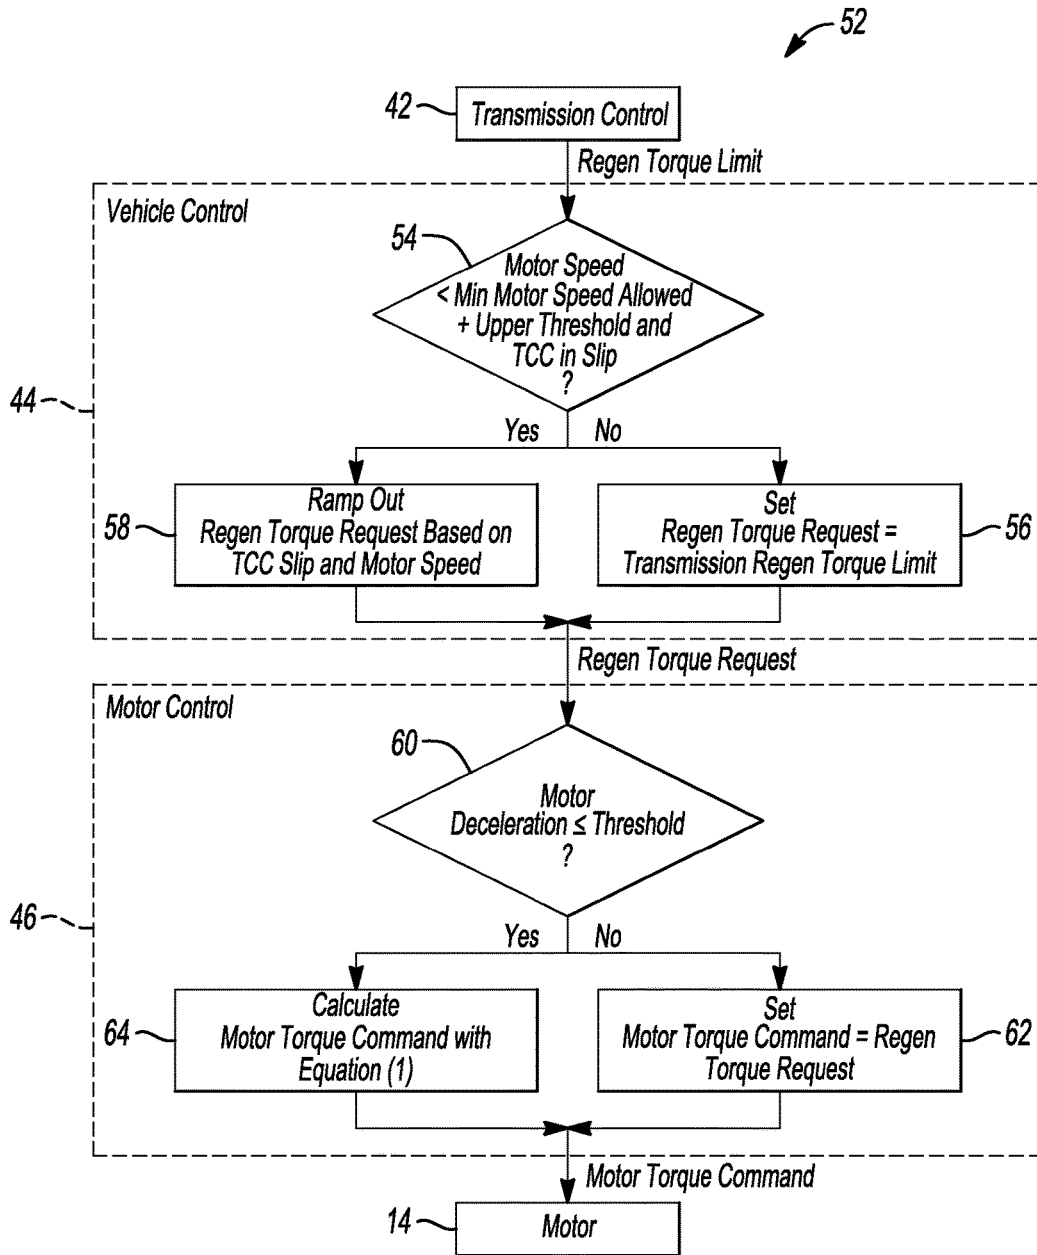 52
42
Transmission Control
Regen Torque Limit
Vehicle Control
54
Motor Speed
< Min Motor Speed Allowed
+ Upper Threshold and
TCC in Slip
?
44
Yes No
58
Ramp Out
Regen Torque Request Based on
TCC Slip and Motor Speed
Set
Regen Torque Request =
Transmission Regen Torque Limit
56
Regen Torque Request
Motor Control
60
Motor
Deceleration ≤ Threshold
?
46
Yes No
64
Calculate
Motor Torque Command with
Equation (1)
Set
Motor Torque Command = Regen
Torque Request
62
Motor Torque Command
14
Motor